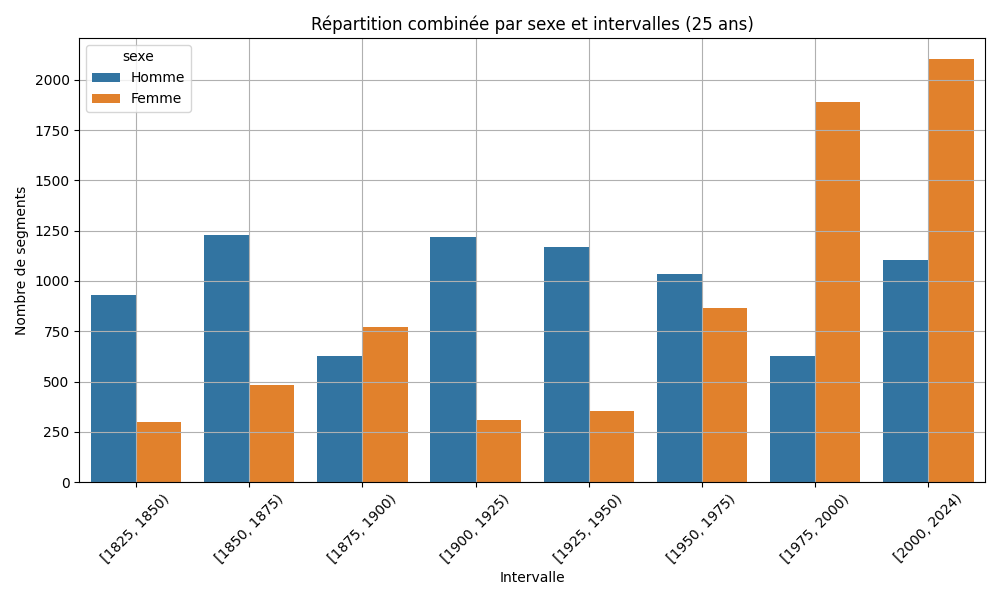 Répartition combinée par sexe et intervalles (25 ans)
sexe
Homme
Femme
Nombre de segments
2000
1750
1500
1250
1000
750
500
250
0
[1825, 1850)
[1850, 1875)
[1875, 1900)
[1900, 1925)
[1925, 1950)
[1950, 1975)
[1975, 2000)
[2000, 2024)
Intervalle